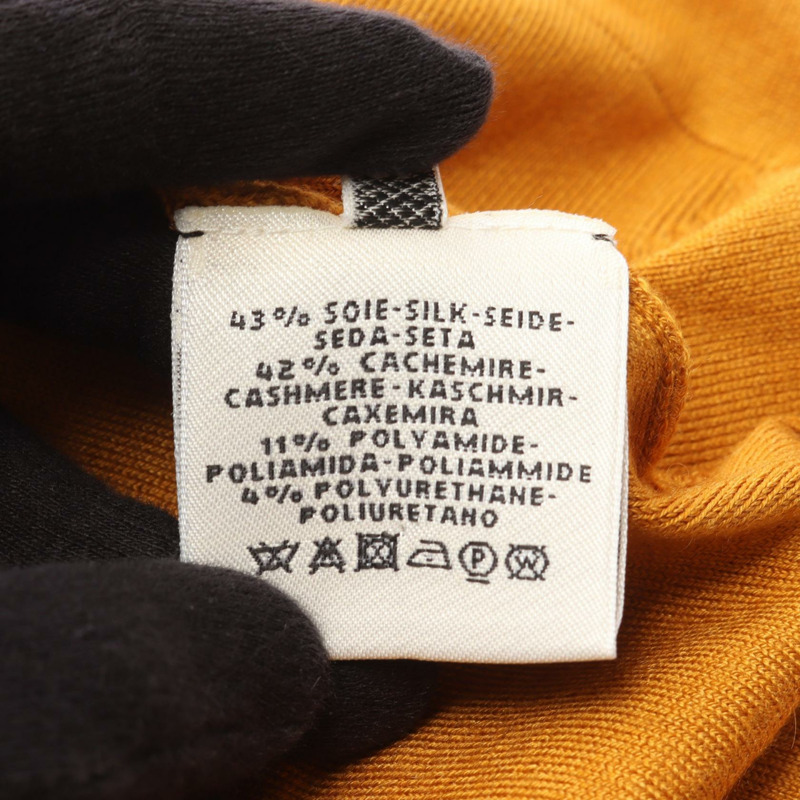 43% SOIE-SILK-SEIDE-
SEDA-SETA
42% CACHEMIRE-
CASHMERE-KASCHMIR-
CAXEMIRA
11% POLYAMIDE-
POLIAMIDA-POLIAMMIDE
4% POLYURETHANE-
POLIURETANO
P W